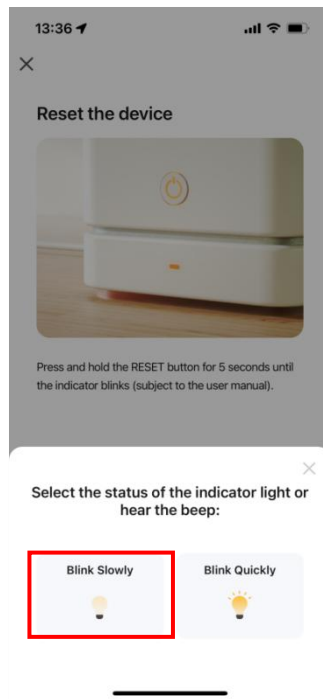 13:36
Reset the device
Press and hold the RESET button for 5 seconds until
the indicator blinks (subject to the user manual).
Select the status of the indicator light or
hear the beep:
Blink Slowly
Blink Quickly